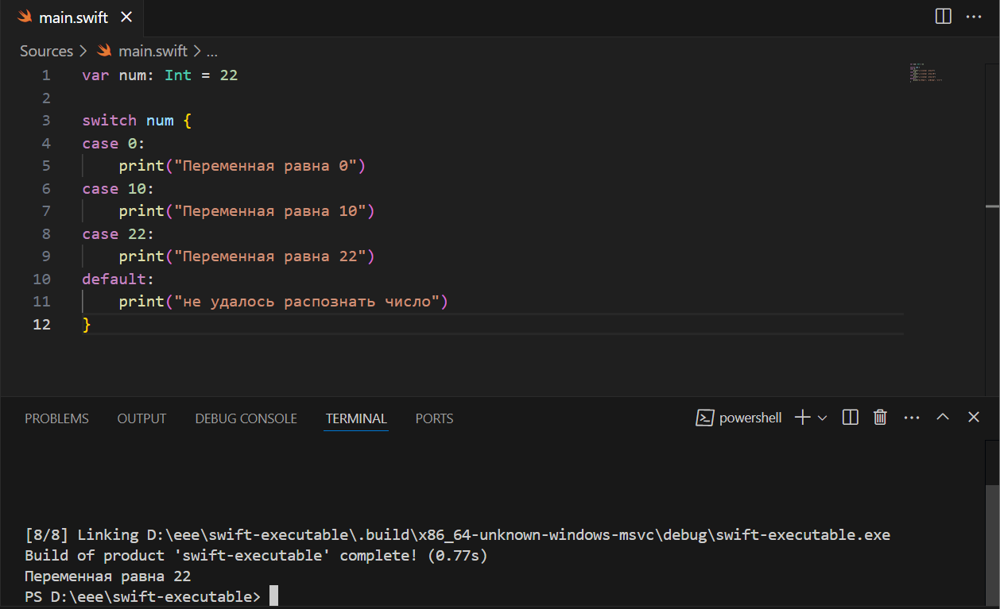 main.swift
Sources > main.swift > ...
1 var num: Int = 22
2
3 switch num {
4 case 0:
5     print("Переменная равна 0")
6 case 10:
7     print("Переменная равна 10")
8 case 22:
9     print("Переменная равна 22")
10 default:
11     print("не удалось распознать число")
12 }
PROBLEMS OUTPUT DEBUG CONSOLE TERMINAL PORTS powershell
[8/8] Linking D:\eee\swift-executable\.build\x86_64-unknown-windows-msvc\debug\swift-executable.exe
Build of product 'swift-executable' complete! (0.77s)
Переменная равна 22
PS D:\eee\swift-executable>